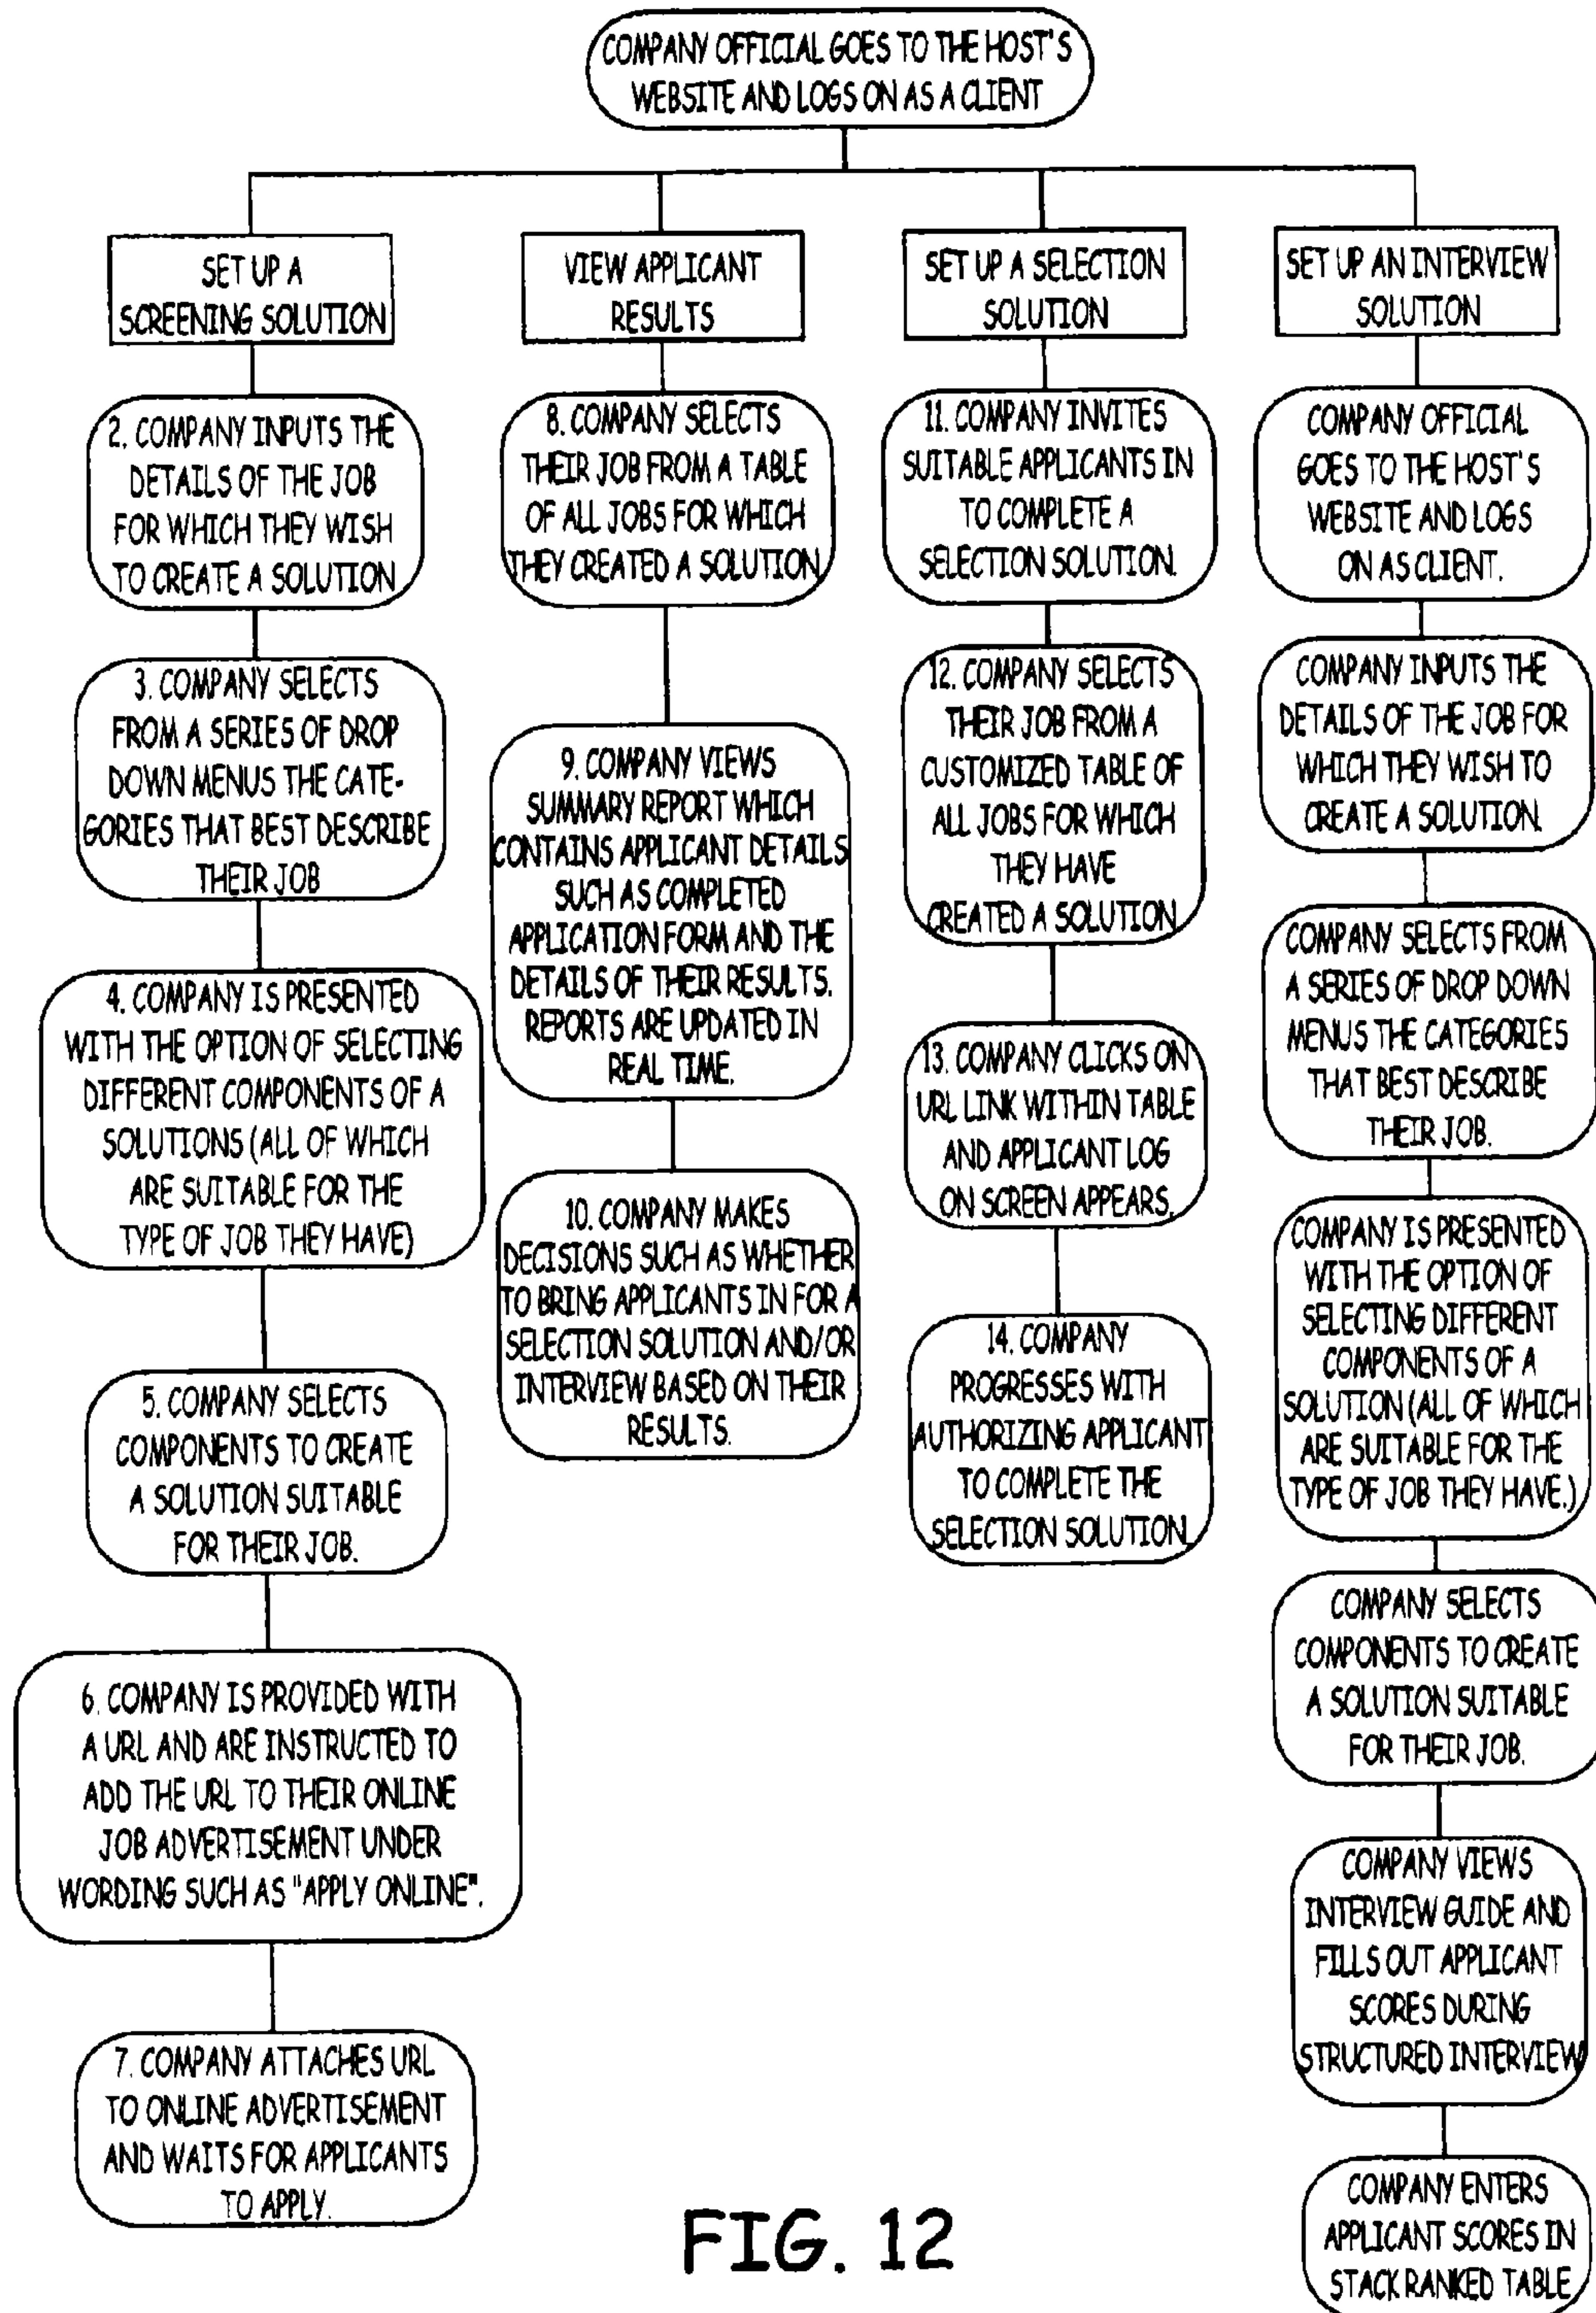 COMPANY OFFICIAL GOES TO THE HOST'S
WEBSITE AND LOGS ON AS A CLIENT
SET UP A
SCREENING SOLUTION
2. COMPANY INPUTS THE
DETAILS OF THE JOB
FOR WHICH THEY WISH
TO CREATE A SOLUTION
3. COMPANY SELECTS
FROM A SERIES OF DROP
DOWN MENUS THE CATE-
GORIES THAT BEST DESCRIBE
THEIR JOB
4. COMPANY IS PRESENTED
WITH THE OPTION OF SELECTING
DIFFERENT COMPONENTS OF A
SOLUTIONS (ALL OF WHICH
ARE SUITABLE FOR THE
TYPE OF JOB THEY HAVE)
5. COMPANY SELECTS
COMPONENTS TO CREATE
A SOLUTION SUITABLE
FOR THEIR JOB.
6. COMPANY IS PROVIDED WITH
A URL AND ARE INSTRUCTED TO
ADD THE URL TO THEIR ONLINE
JOB ADVERTISEMENT UNDER
WORDING SUCH AS "APPLY ONLINE".
7. COMPANY ATTACHES URL
TO ONLINE ADVERTISEMENT
AND WAITS FOR APPLICANTS
TO APPLY.
VIEW APPLICANT
RESULTS
8. COMPANY SELECTS
THEIR JOB FROM A TABLE
OF ALL JOBS FOR WHICH
THEY CREATED A SOLUTION
9. COMPANY VIEWS
SUMMARY REPORT WHICH
CONTAINS APPLICANT DETAILS
SUCH AS COMPLETED
APPLICATION FORM AND THE
DETAILS OF THEIR RESULTS.
REPORTS ARE UPDATED IN
REAL TIME.
10. COMPANY MAKES
DECISIONS SUCH AS WHETHER
TO BRING APPLICANTS IN FOR A
SELECTION SOLUTION AND/OR
INTERVIEW BASED ON THEIR
RESULTS.
SET UP A SELECTION
SOLUTION
11. COMPANY INVITES
SUITABLE APPLICANTS IN
TO COMPLETE A
SELECTION SOLUTION.
12. COMPANY SELECTS
THEIR JOB FROM A
CUSTOMIZED TABLE OF
ALL JOBS FOR WHICH
THEY HAVE
CREATED A SOLUTION
13. COMPANY CLICKS ON
URL LINK WITHIN TABLE
AND APPLICANT LOG
ON SCREEN APPEARS.
14. COMPANY
PROGRESSES WITH
AUTHORIZING APPLICANT
TO COMPLETE THE
SELECTION SOLUTION.
SET UP AN INTERVIEW
SOLUTION
COMPANY OFFICIAL
GOES TO THE HOST'S
WEBSITE AND LOGS
ON AS CLIENT.
COMPANY INPUTS THE
DETAILS OF THE JOB FOR
WHICH THEY WISH TO
CREATE A SOLUTION.
COMPANY SELECTS FROM
A SERIES OF DROP DOWN
MENUS THE CATEGORIES
THAT BEST DESCRIBE
THEIR JOB.
COMPANY IS PRESENTED
WITH THE OPTION OF
SELECTING DIFFERENT
COMPONENTS OF A
SOLUTION (ALL OF WHICH
ARE SUITABLE FOR THE
TYPE OF JOB THEY HAVE.)
COMPANY SELECTS
COMPONENTS TO CREATE
A SOLUTION SUITABLE
FOR THEIR JOB.
COMPANY VIEWS
INTERVIEW GUIDE AND
FILLS OUT APPLICANT
SCORES DURING
STRUCTURED INTERVIEW
COMPANY ENTERS
APPLICANT SCORES IN
STACK RANKED TABLE
FIG. 12